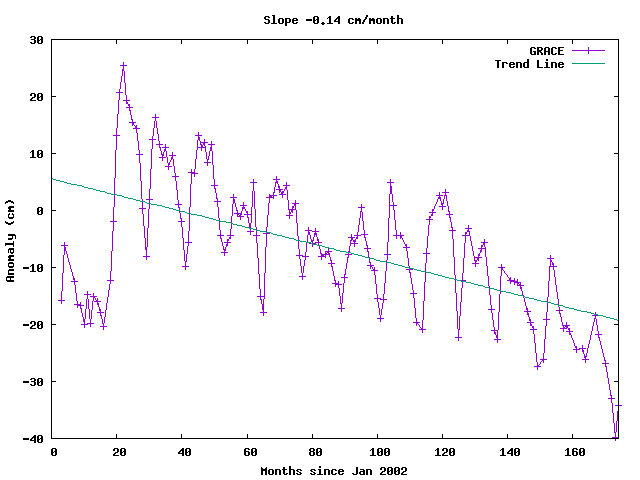 Slope -0.14 cm/month
GRACE
Trend Line
30
20
10
0
-10
-20
-30
-40
Anomaly (cm)
0 20 40 60 80 100 120 140 160
Months since Jan 2002